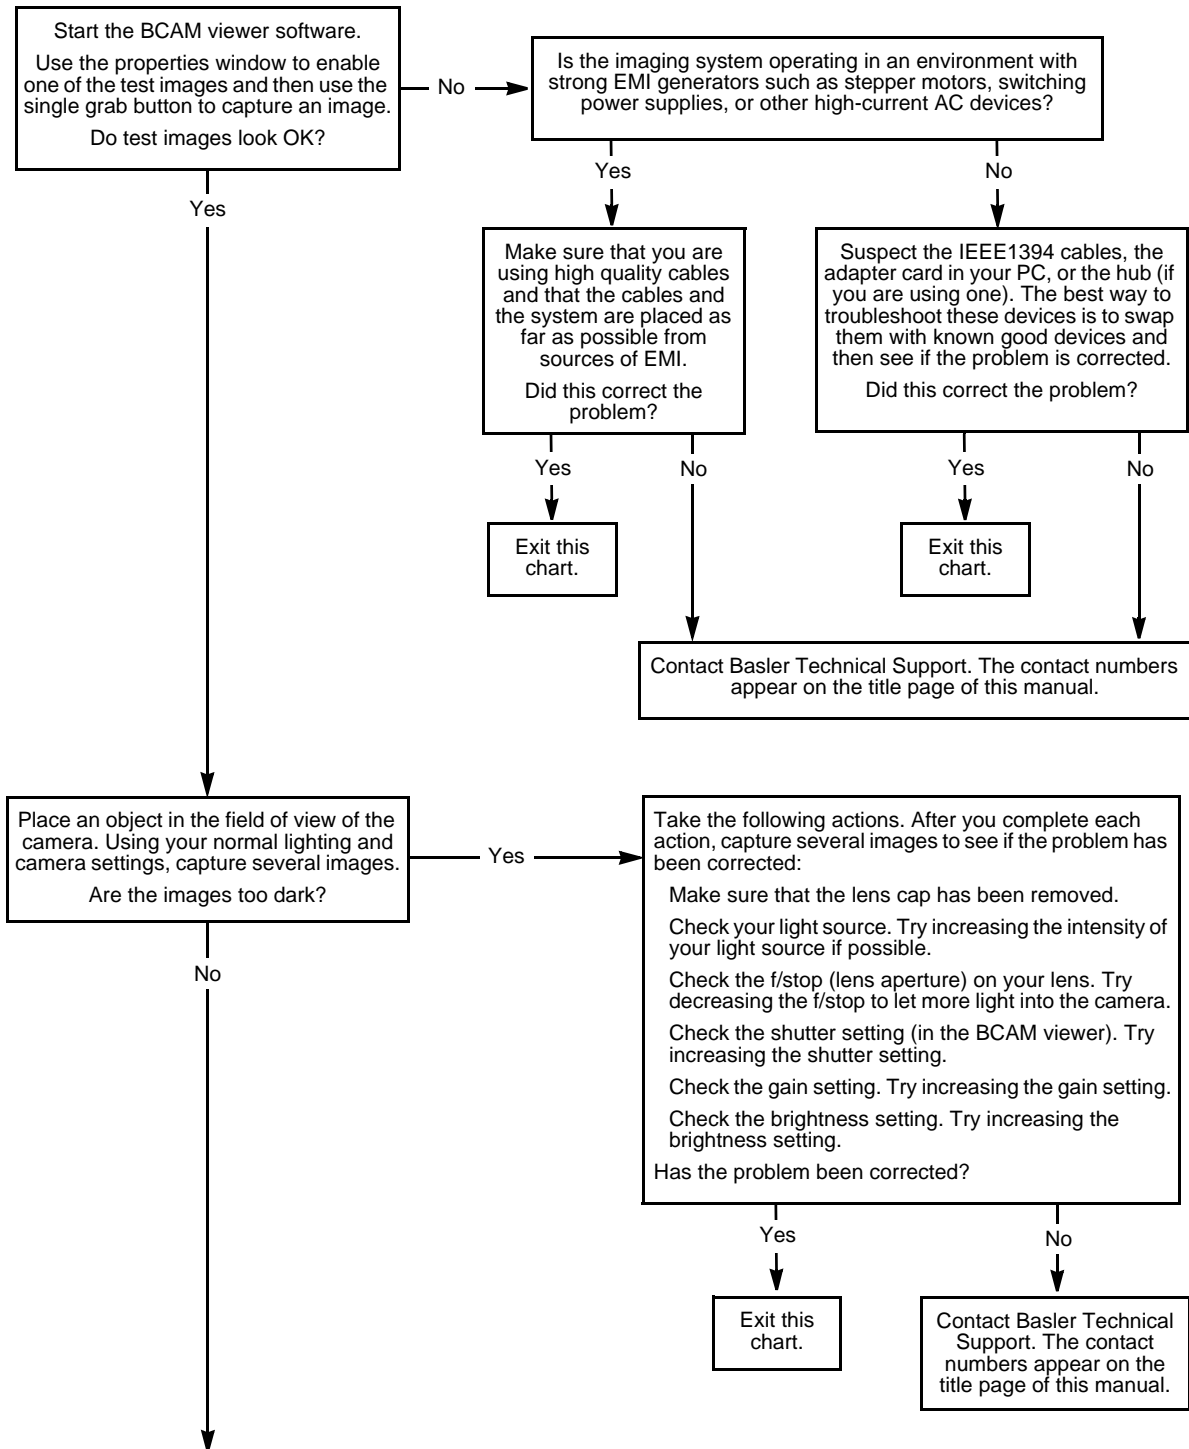 Start the BCAM viewer software.
Use the properties window to enable
one of the test images and then use the
single grab button to capture an image.
Do test images look OK?
No
Is the imaging system operating in an environment with
strong EMI generators such as stepper motors, switching
power supplies, or other high-current AC devices?
Yes
Yes
No
Make sure that you are
using high quality cables
and that the cables and
the system are placed as
far as possible from
sources of EMI.
Did this correct the
problem?
Suspect the IEEE1394 cables, the
adapter card in your PC, or the hub (if
you are using one). The best way to
troubleshoot these devices is to swap
them with known good devices and
then see if the problem is corrected.
Did this correct the problem?
Yes
No
Yes
No
Exit this
chart.
Exit this
chart.
Contact Basler Technical Support. The contact numbers
appear on the title page of this manual.
Place an object in the field of view of the
camera. Using your normal lighting and
camera settings, capture several images.
Are the images too dark?
Yes
Take the following actions. After you complete each
action, capture several images to see if the problem has
been corrected:
Make sure that the lens cap has been removed.
Check your light source. Try increasing the intensity of
your light source if possible.
Check the f/stop (lens aperture) on your lens. Try
decreasing the f/stop to let more light into the camera.
Check the shutter setting (in the BCAM viewer). Try
increasing the shutter setting.
Check the gain setting. Try increasing the gain setting.
Check the brightness setting. Try increasing the
brightness setting.
Has the problem been corrected?
No
Yes
No
Exit this
chart.
Contact Basler Technical
Support. The contact
numbers appear on the
title page of this manual.